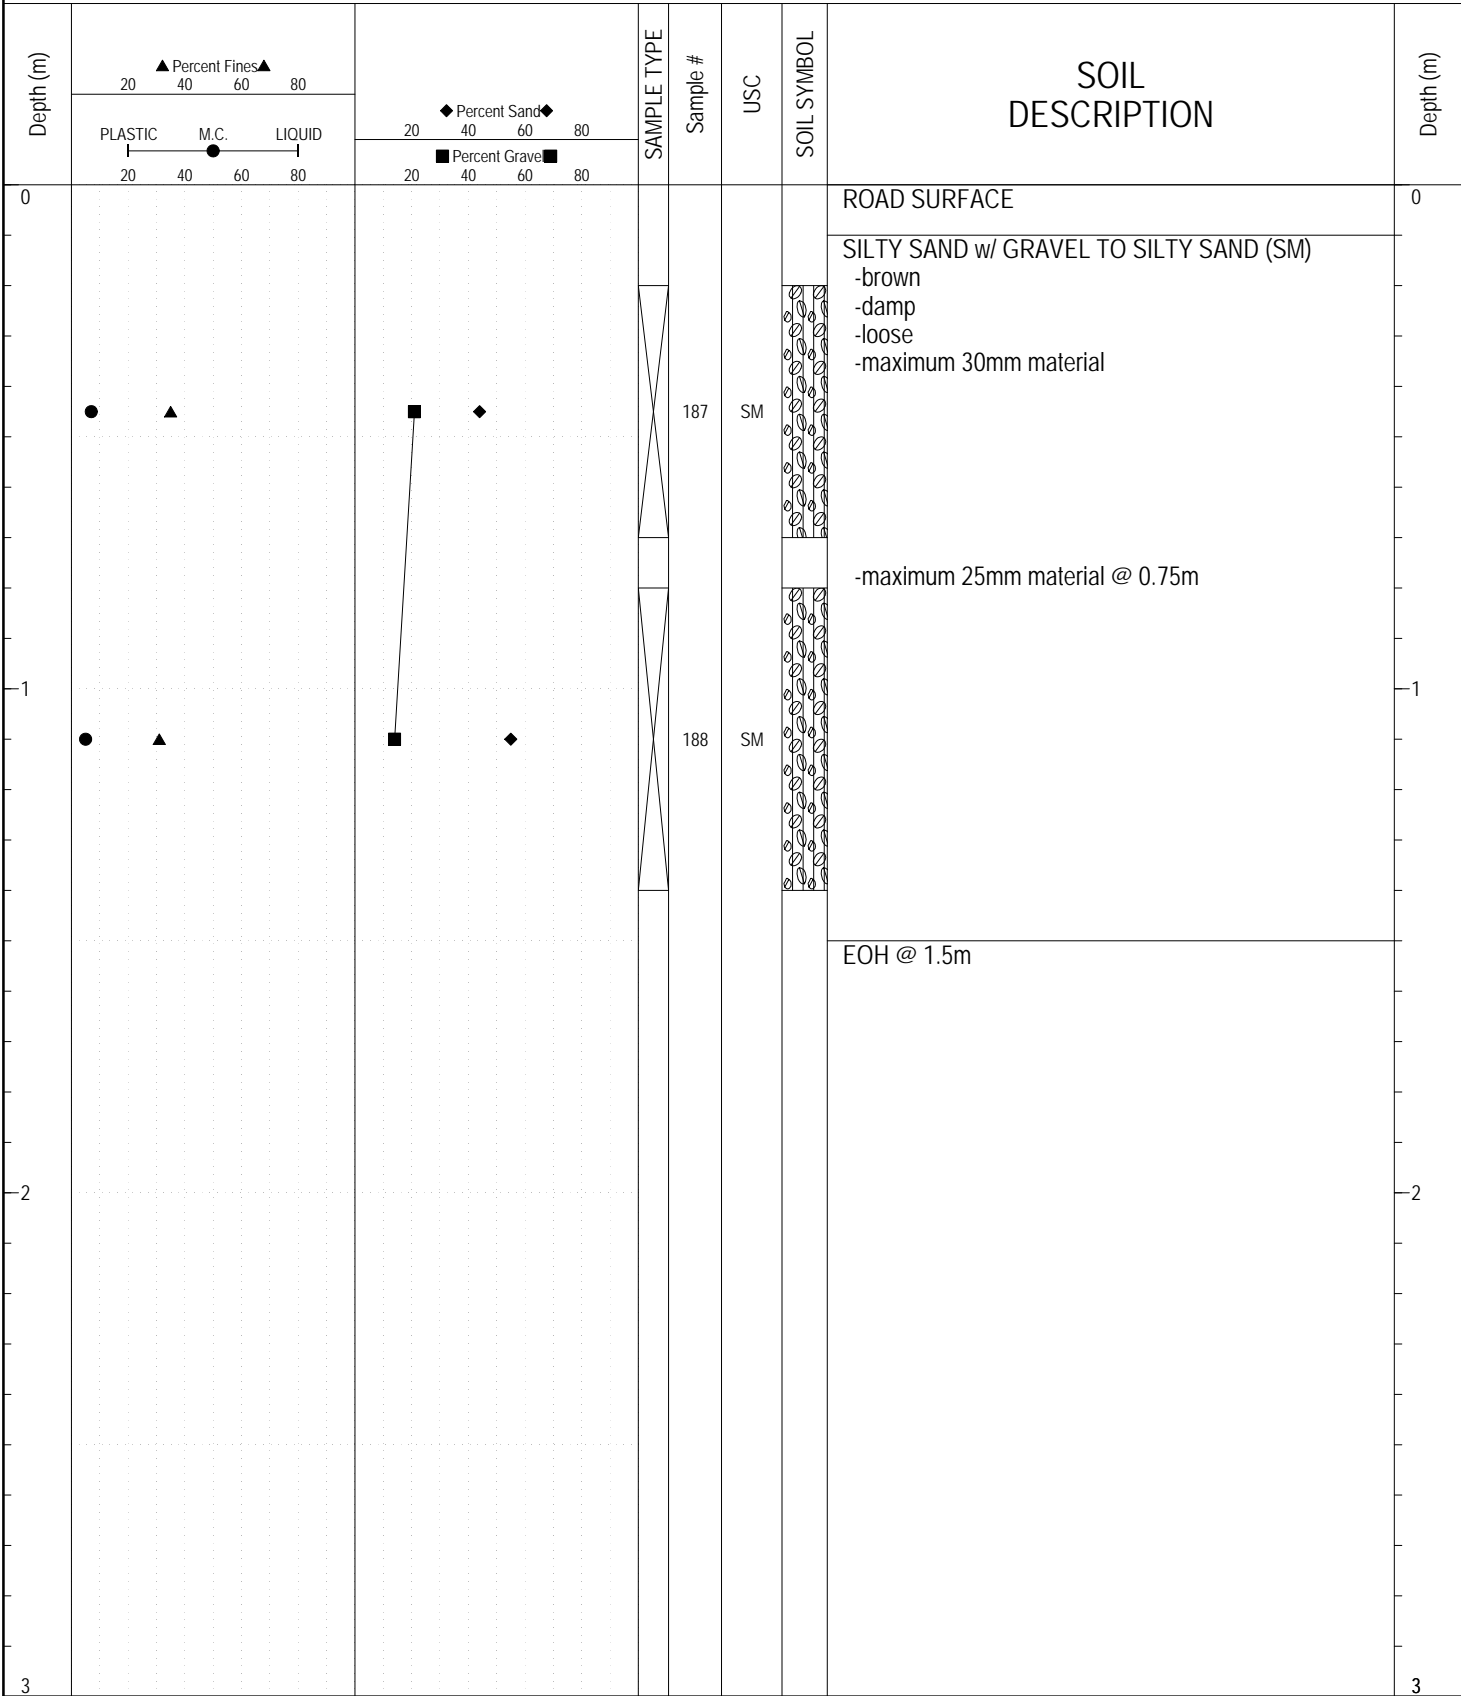 Depth (m)
▲ Percent Fines ▲
20 40 60 80
PLASTIC M.C. LIQUID
20 40 60 80
◆ Percent Sand ◆
20 40 60 80
■ Percent Gravel ■
20 40 60 80
SAMPLE TYPE
Sample #
USC
SOIL SYMBOL
SOIL
DESCRIPTION
Depth (m)
0
ROAD SURFACE
0
SILTY SAND w/ GRAVEL TO SILTY SAND (SM)
-brown
-damp
-loose
-maximum 30mm material
187 SM
-maximum 25mm material @ 0.75m
1
1
188 SM
EOH @ 1.5m
2
2
3
3